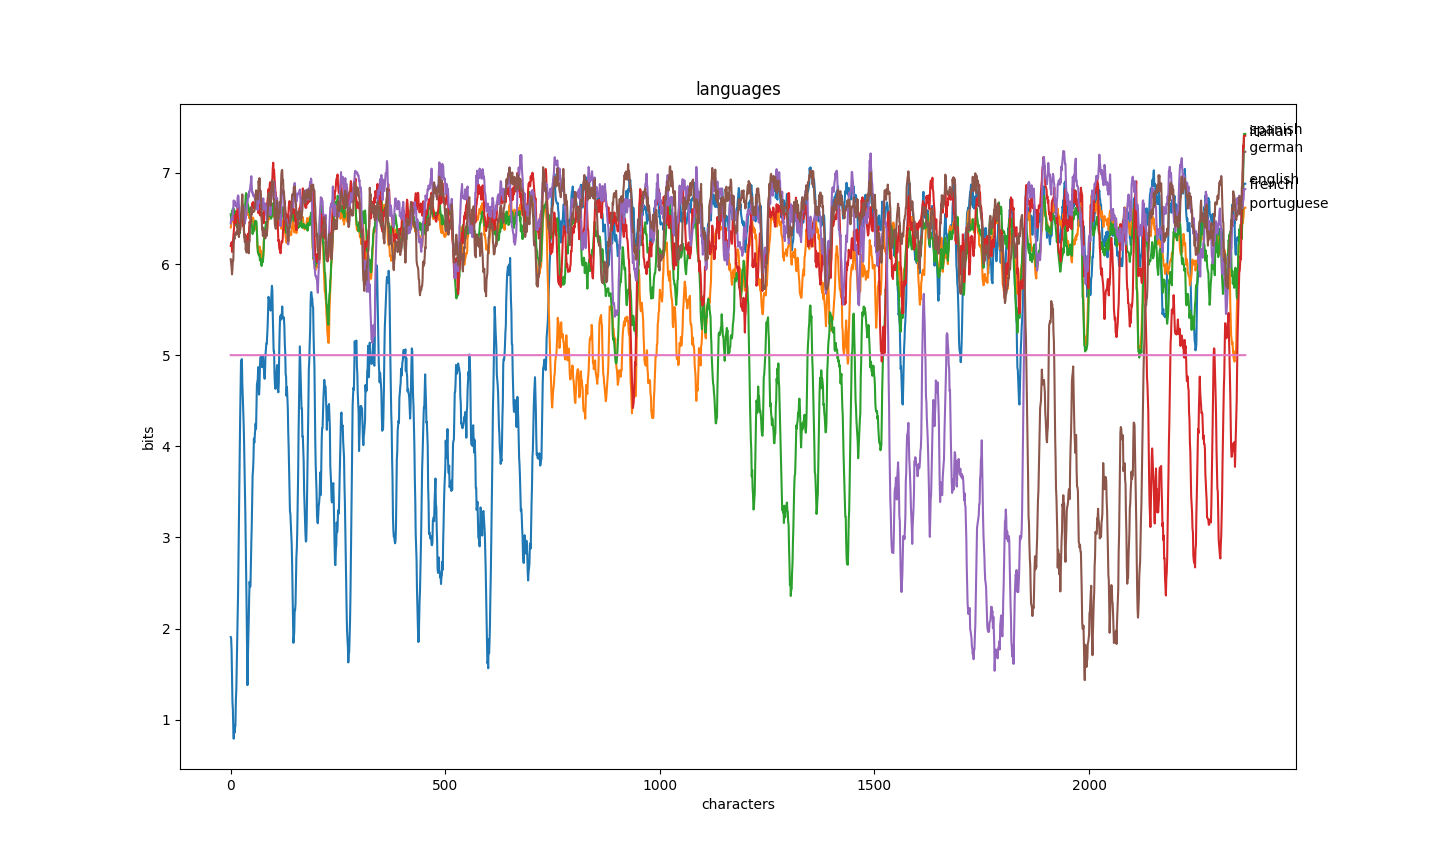 languages
spanish
italian
german
english
french
portuguese
7
6
5
4
3
2
1
bits
0
500
1000
1500
2000
characters